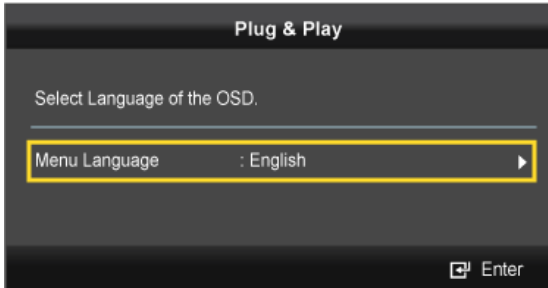 Plug & Play
Select Language of the OSD.
Menu Language : English
Enter